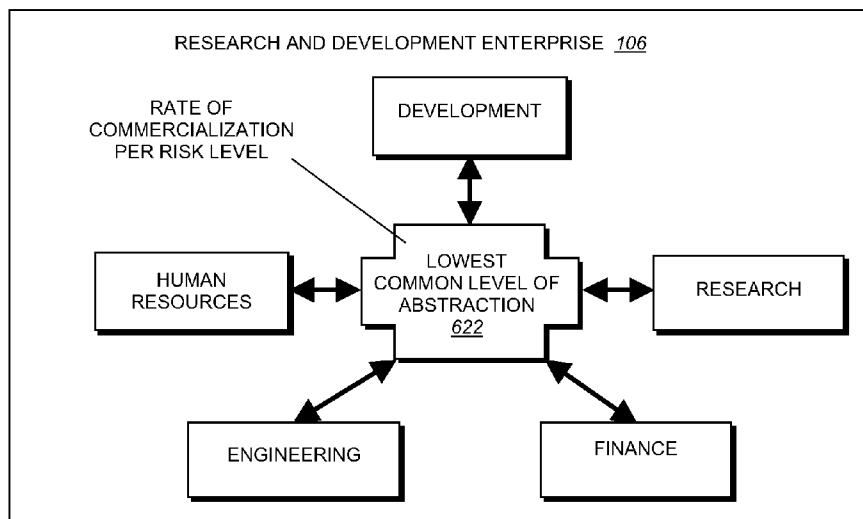 RESEARCH AND DEVELOPMENT ENTERPRISE 106
RATE OF
COMMERCIALIZATION
PER RISK LEVEL
DEVELOPMENT
HUMAN
RESOURCES
LOWEST
COMMON LEVEL OF
ABSTRACTION
622
RESEARCH
ENGINEERING
FINANCE